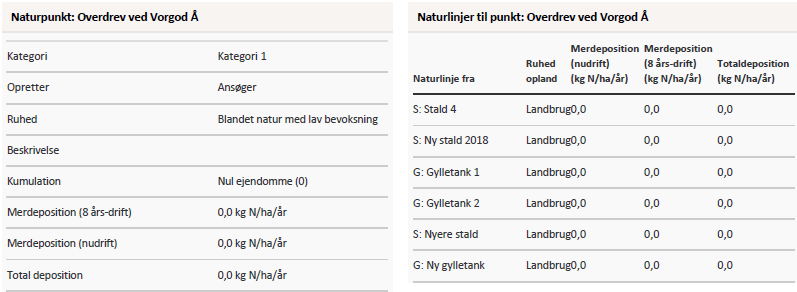 Naturpunkt: Overdrev ved Vorgod Å
Kategori Kategori 1
Opretter Ansøger
Ruhed Blandet natur med lav bevoksning
Beskrivelse
Kumulation Nul ejendomme (0)
Merdeposition (8 års-drift) 0,0 kg N/ha/år
Merdeposition (nudrift) 0,0 kg N/ha/år
Total deposition 0,0 kg N/ha/år
Naturlinjer til punkt: Overdrev ved Vorgod Å
Merdeposition Merdeposition
Ruhed (nudrift) (8 års-drift) Totaldeposition
Naturlinje fra opland (kg N/ha/år) (kg N/ha/år) (kg N/ha/år)
S: Stald 4 Landbrug 0,0 0,0 0,0
S: Ny stald 2018 Landbrug 0,0 0,0 0,0
G: Gylletank 1 Landbrug 0,0 0,0 0,0
G: Gylletank 2 Landbrug 0,0 0,0 0,0
S: Nyere stald Landbrug 0,0 0,0 0,0
G: Ny gylletank Landbrug 0,0 0,0 0,0